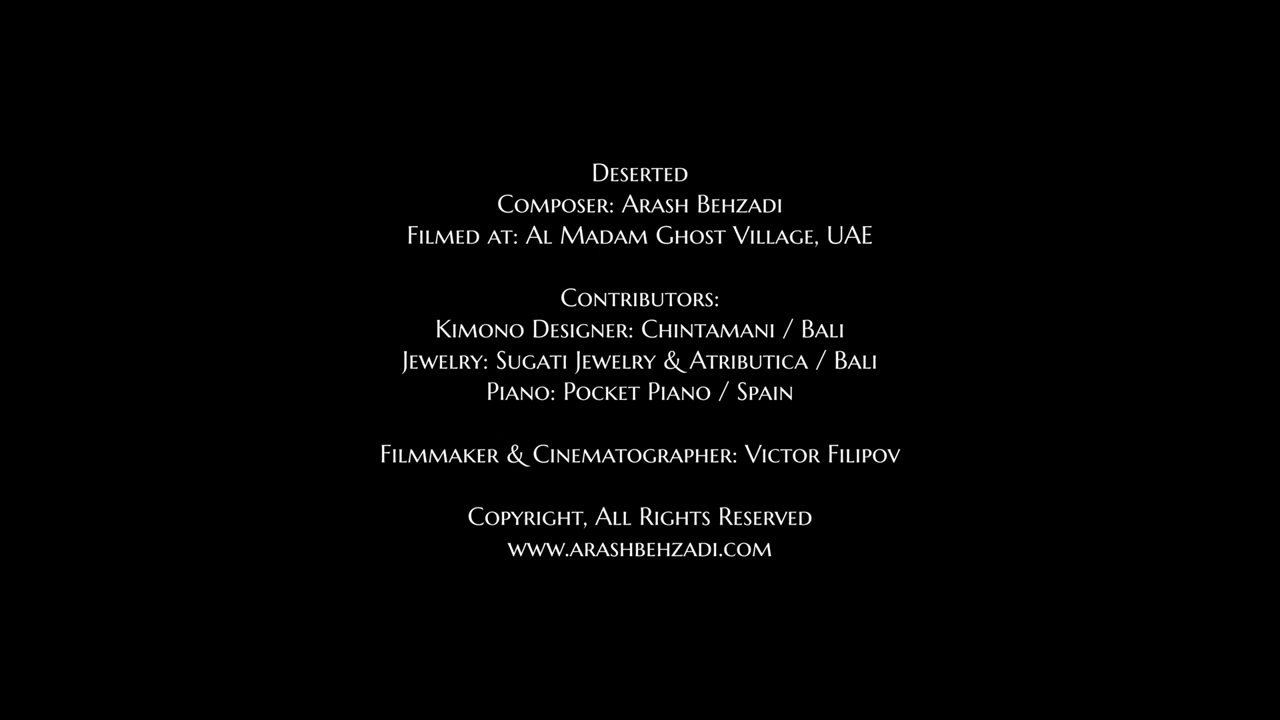 Deserted
Composer: Arash Behzadi
Filmed at: Al Madam Ghost Village, UAE
Contributors:
Kimono Designer: Chintamani / Bali
Jewelry: Sugati Jewelry & Atributica / Bali
Piano: Pocket Piano / Spain
Filmmaker & Cinematographer: Victor Filipov
Copyright, All Rights Reserved
www.arashbehzadi.com